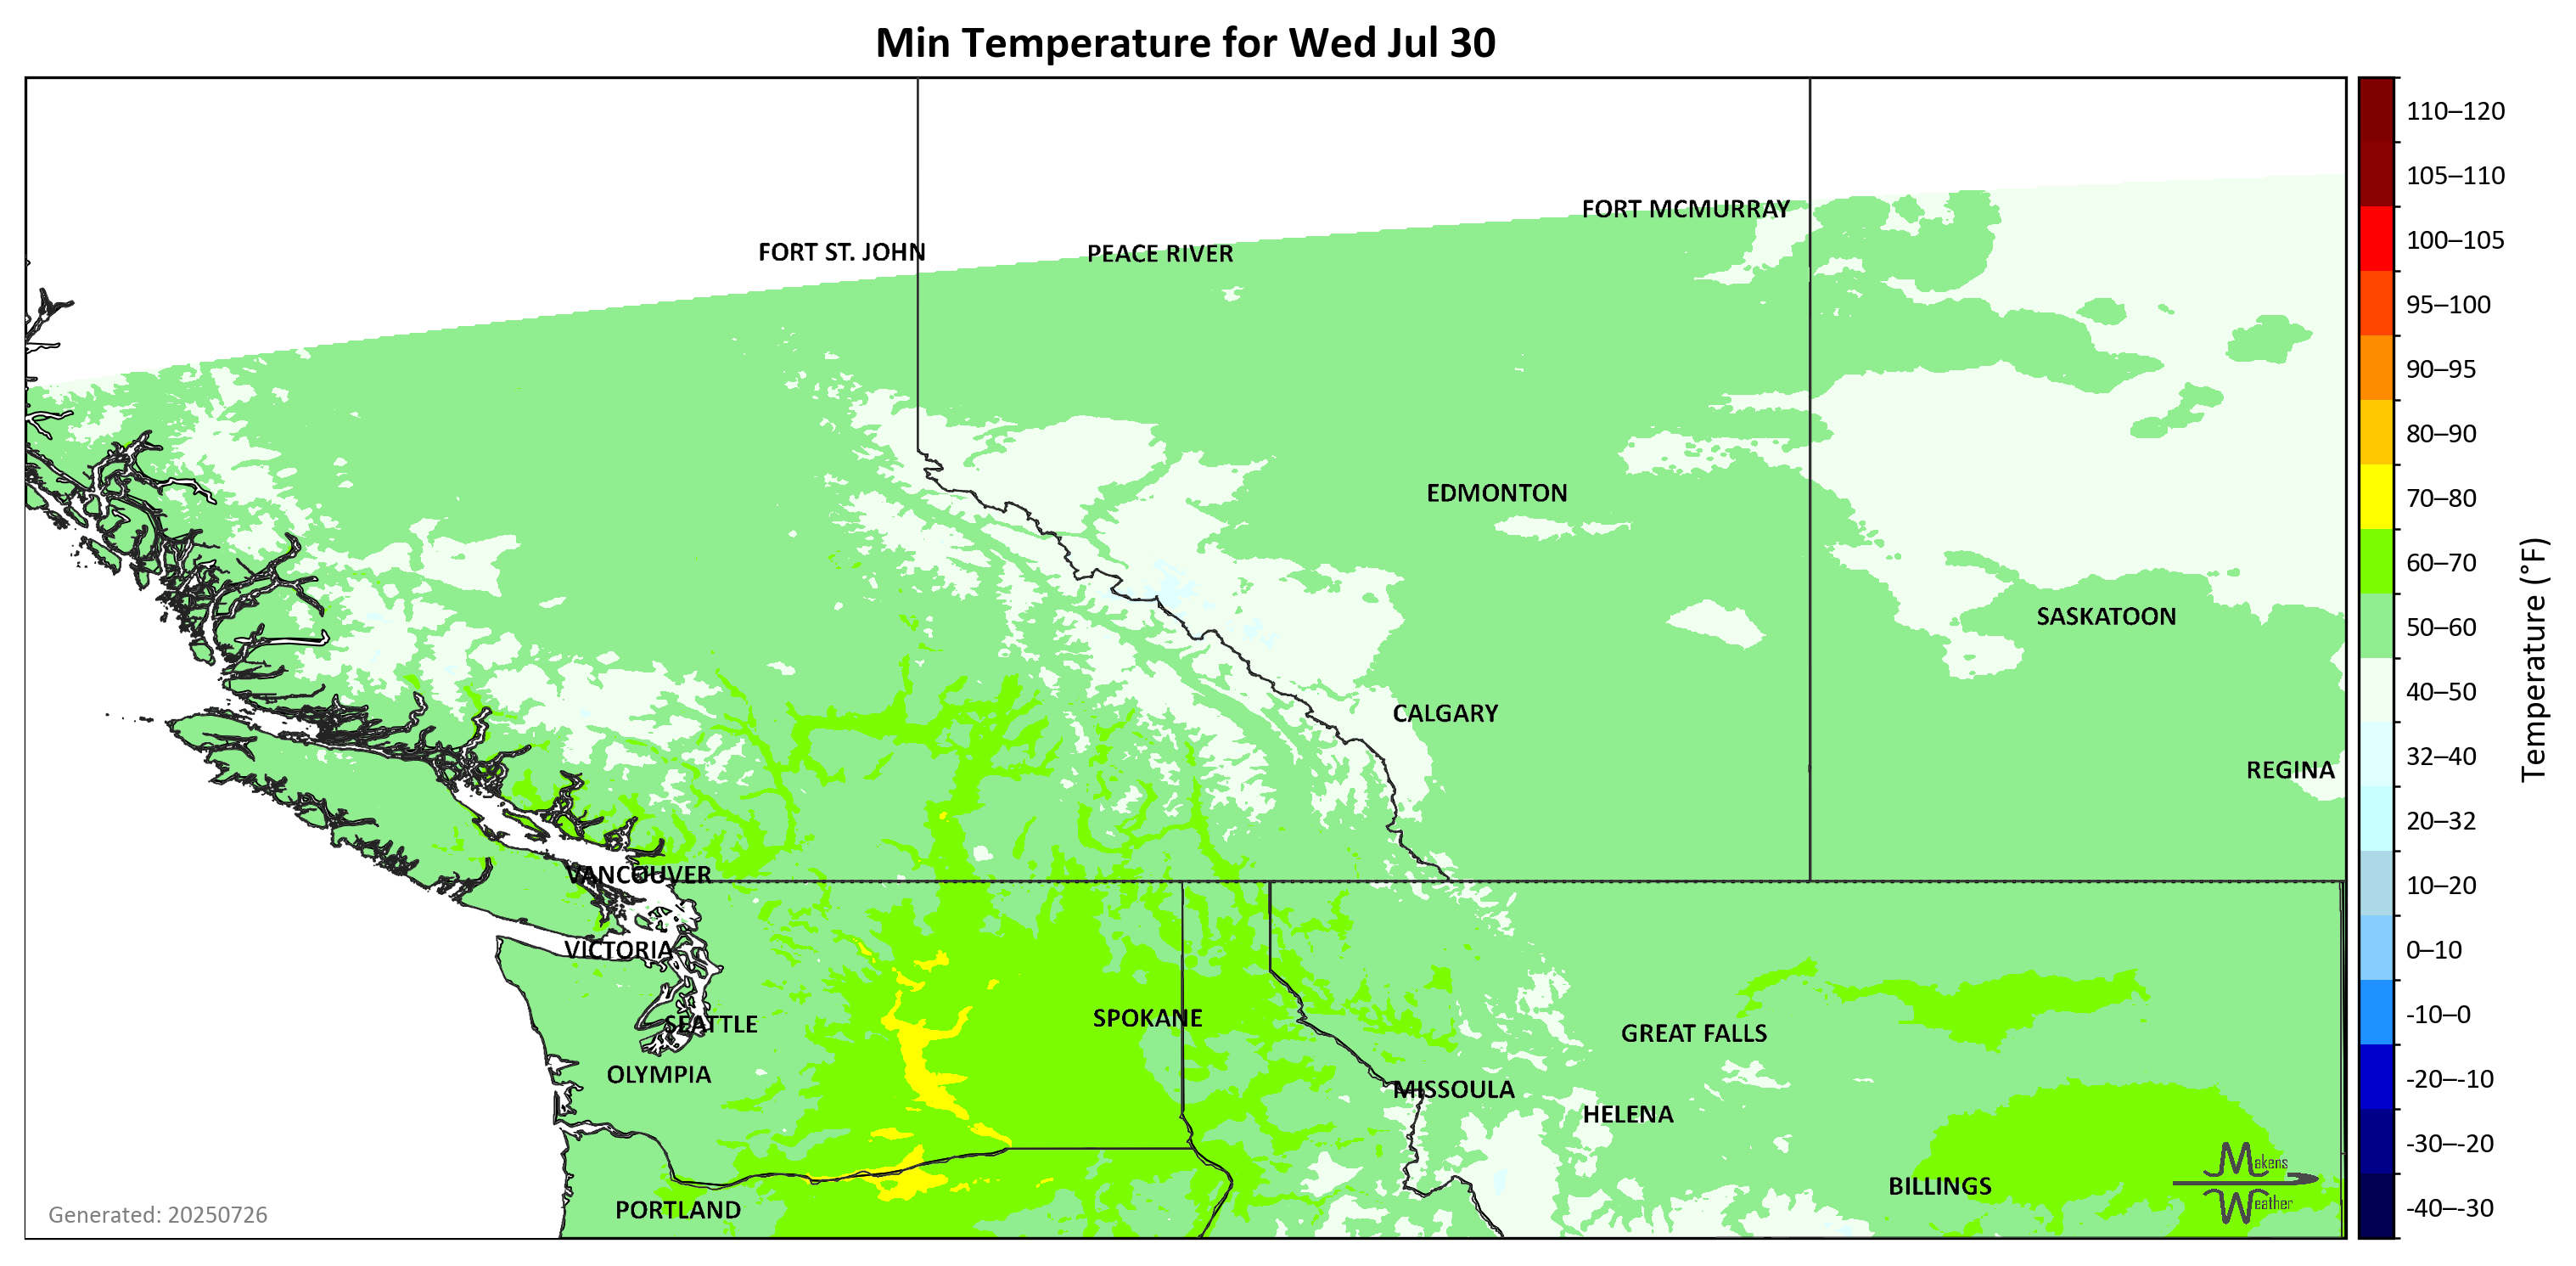 Min Temperature for Wed Jul 30
110–120
105–110
100–105
95–100
90–95
80–90
70–80
60–70
50–60
40–50
32–40
20–32
10–20
0–10
-10–0
-20–-10
-30–-20
-40–-30
Temperature (°F)
FORT MCMURRAY
FORT ST. JOHN
PEACE RIVER
EDMONTON
SASKATOON
CALGARY
REGINA
VANCOUVER
VICTORIA
SEATTLE
SPOKANE
GREAT FALLS
OLYMPIA
MISSOULA
HELENA
BILLINGS
PORTLAND
Makens
Weather
Generated: 20250726